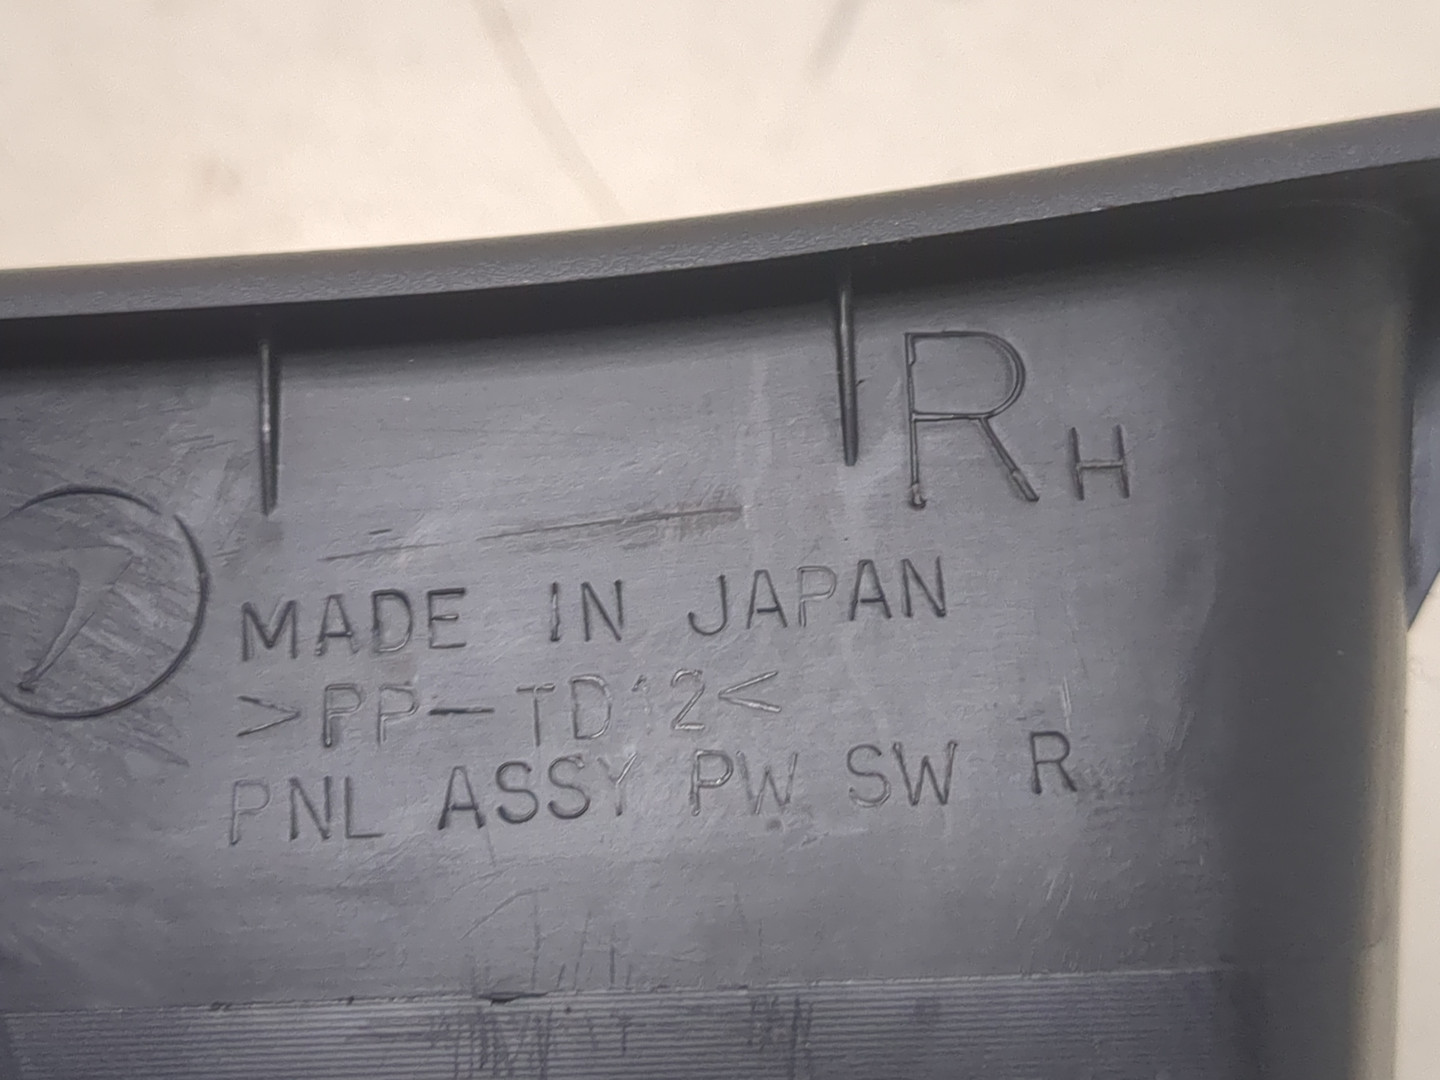 RH
MADE IN JAPAN
>PP-TD12<
PNL ASSY PW SW R